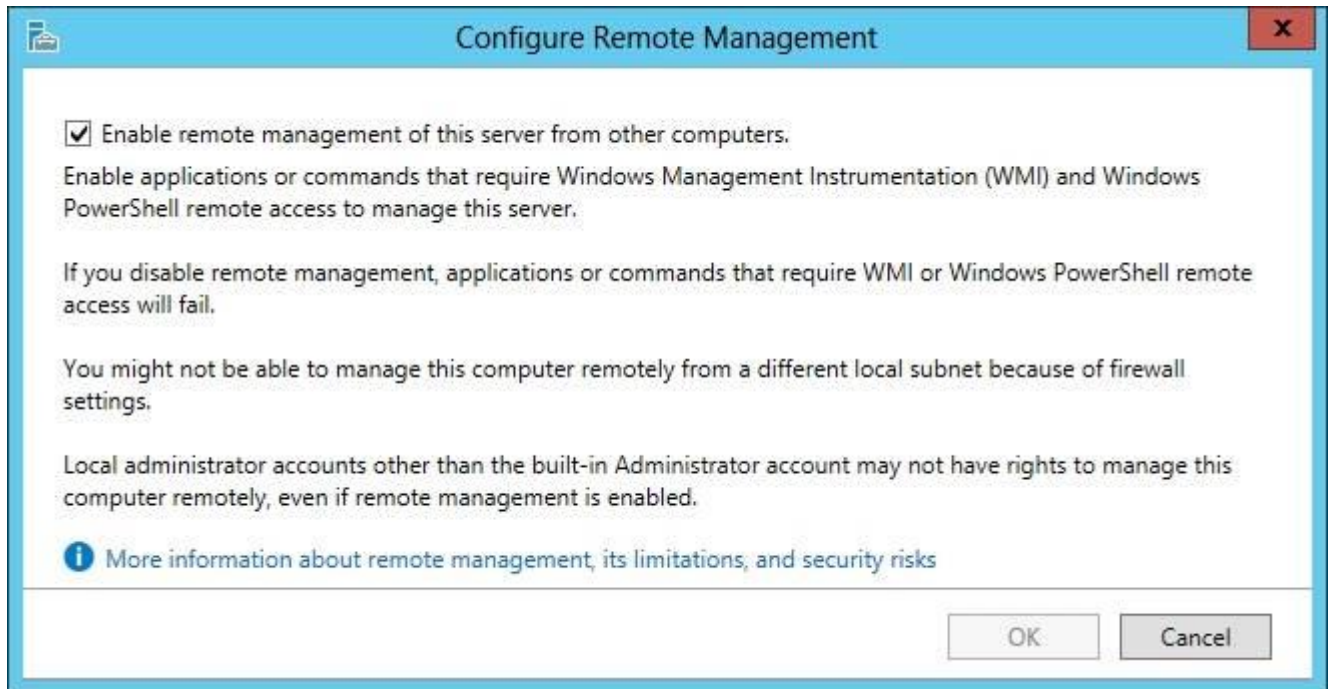 Configure Remote Management
x
Enable remote management of this server from other computers.
Enable applications or commands that require Windows Management Instrumentation (WMI) and Windows
PowerShell remote access to manage this server.
If you disable remote management, applications or commands that require WMI or Windows PowerShell remote
access will fail.
You might not be able to manage this computer remotely from a different local subnet because of firewall
settings.
Local administrator accounts other than the built-in Administrator account may not have rights to manage this
computer remotely, even if remote management is enabled.
More information about remote management, its limitations, and security risks
OK
Cancel